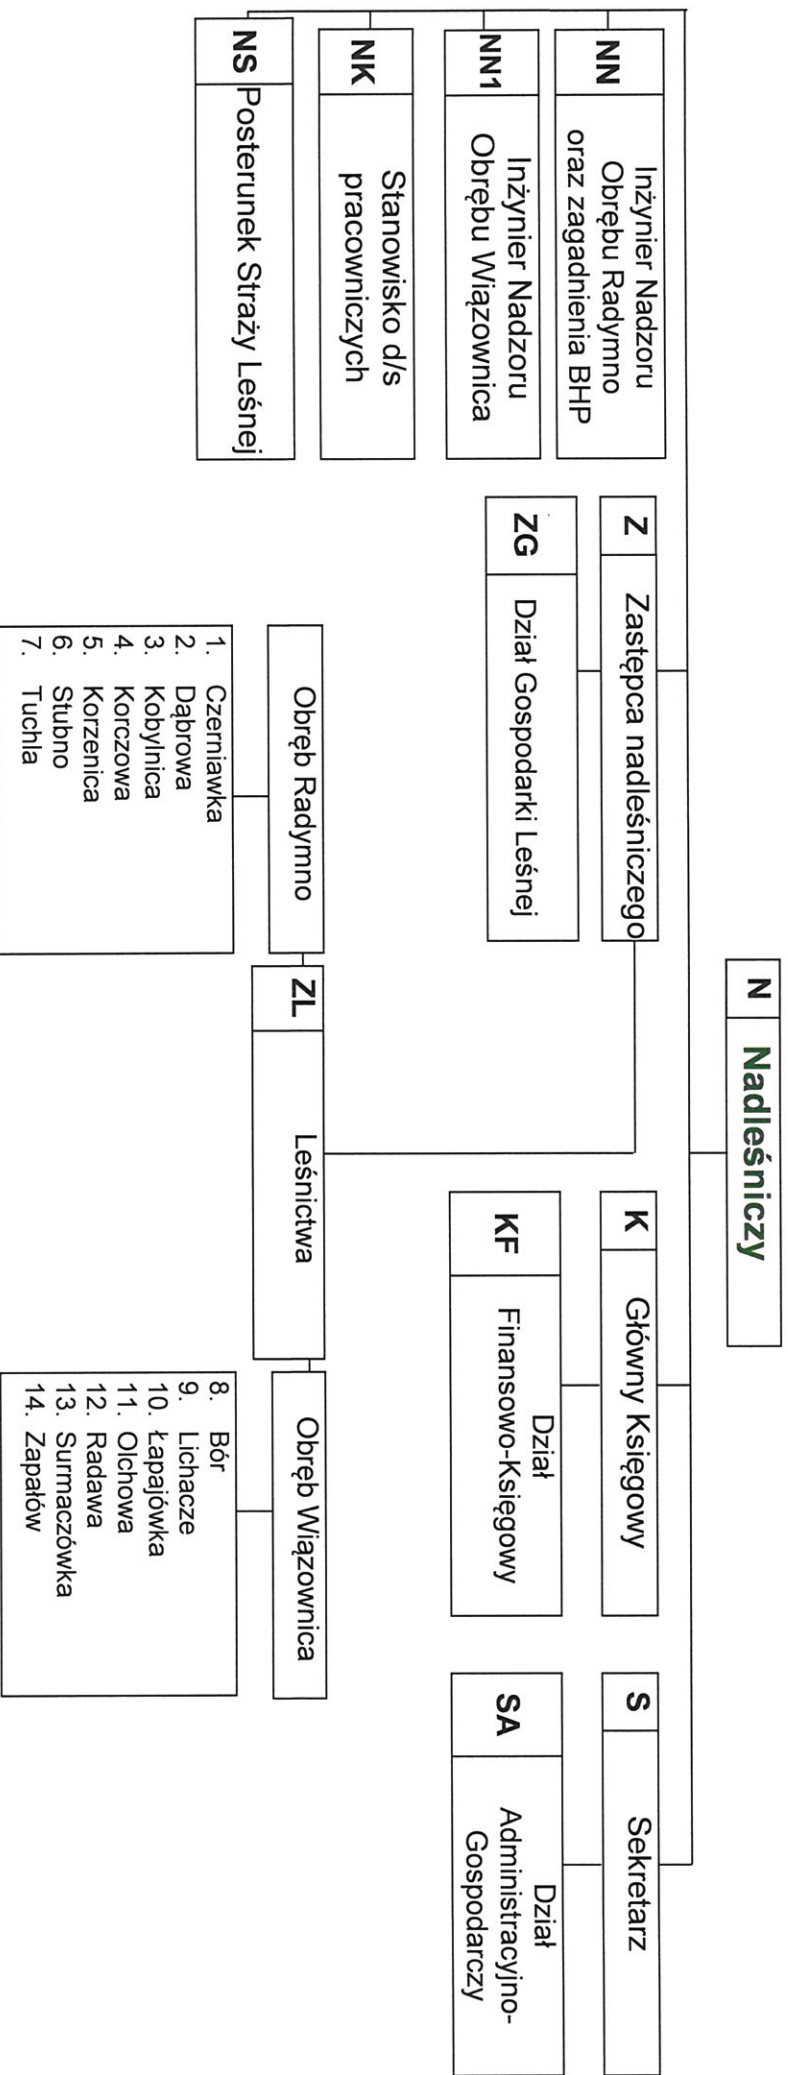 N Nadleśniczy
NN Inżynier Nadzoru
Obrębu Radymno
oraz zagadnienia BHP
NN1 Inżynier Nadzoru
Obrębu Wiązownica
NK Stanowisko d/s
pracowniczych
NS Posterunek Straży Leśnej
Z Zastępca nadleśniczego
ZG Dział Gospodarki Leśnej
K Główny Księgowy
KF Dział
Finansowo-Księgowy
S Sekretarz
SA Dział
Administracyjno-
Gospodarczy
ZL Leśnictwa
Obręb Radymno
1. Czerniawka
2. Dąbrowa
3. Kobylnica
4. Korczowa
5. Korzenica
6. Stubno
7. Tuchla
Obręb Wiązownica
8. Bór
9. Lichacze
10. Łapajówka
11. Olchowa
12. Radawa
13. Surmaczówka
14. Zapałów